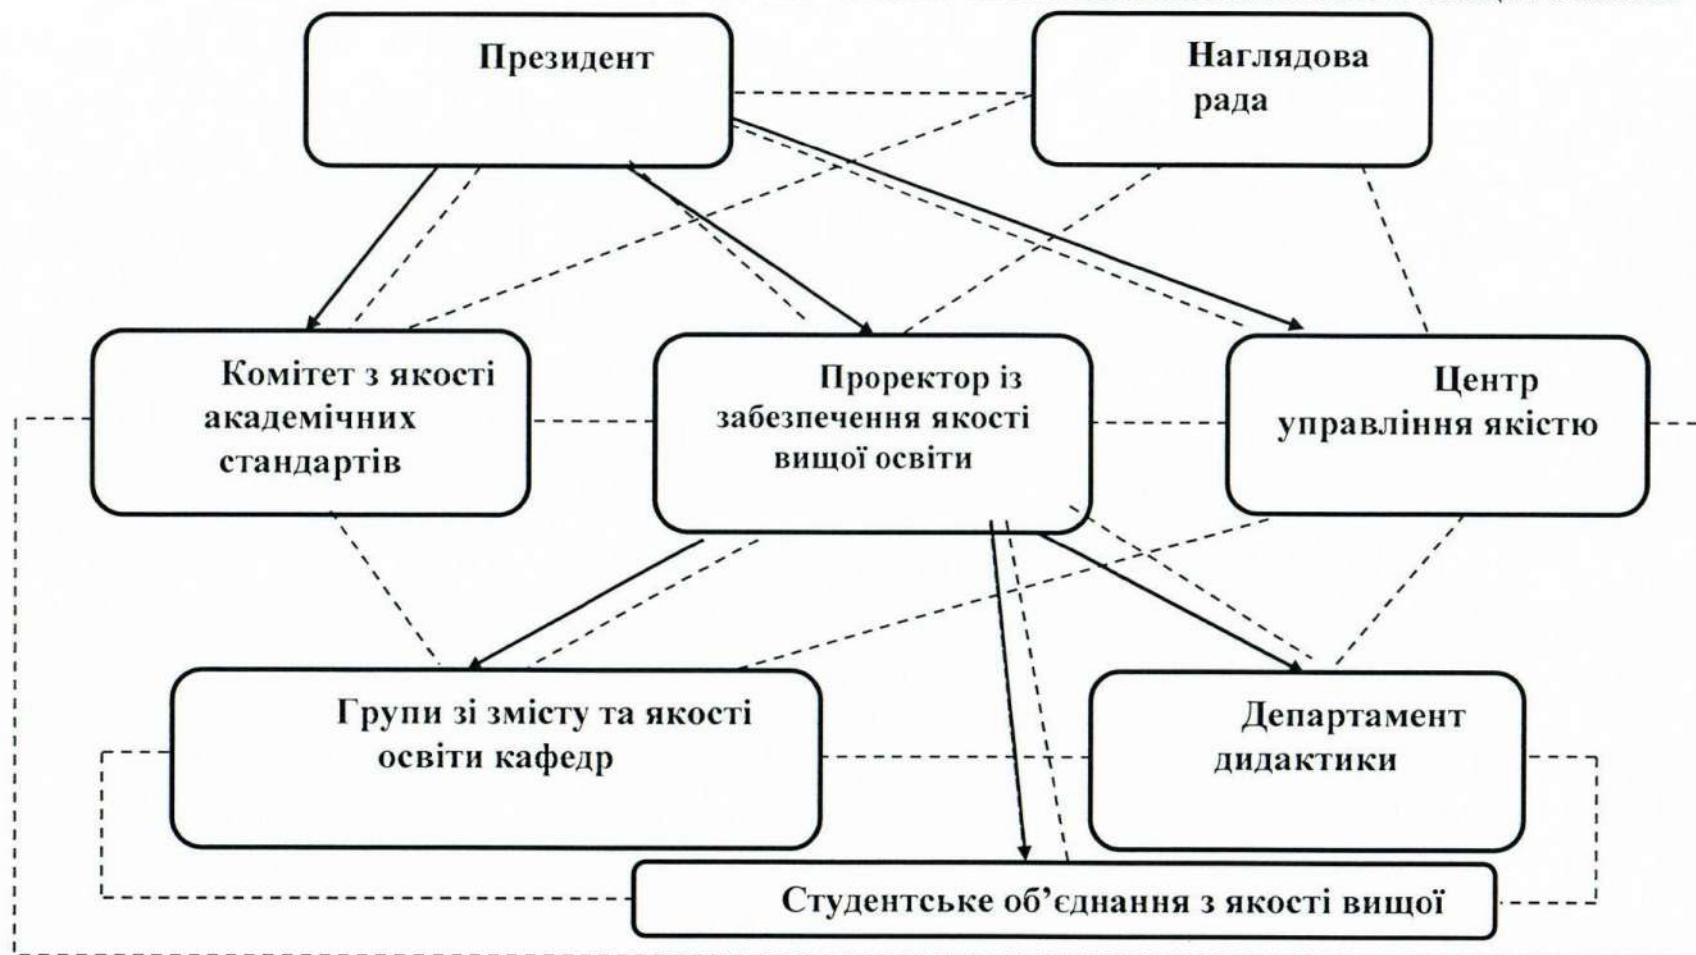 Президент
Наглядова
рада
Комітет з якості
академічних
стандартів
Проректор із
забезпечення якості
вищої освіти
Центр
управління якістю
Групи зі змісту та якості
освіти кафедр
Департамент
дидактики
Студентське об’єднання з якості вищої